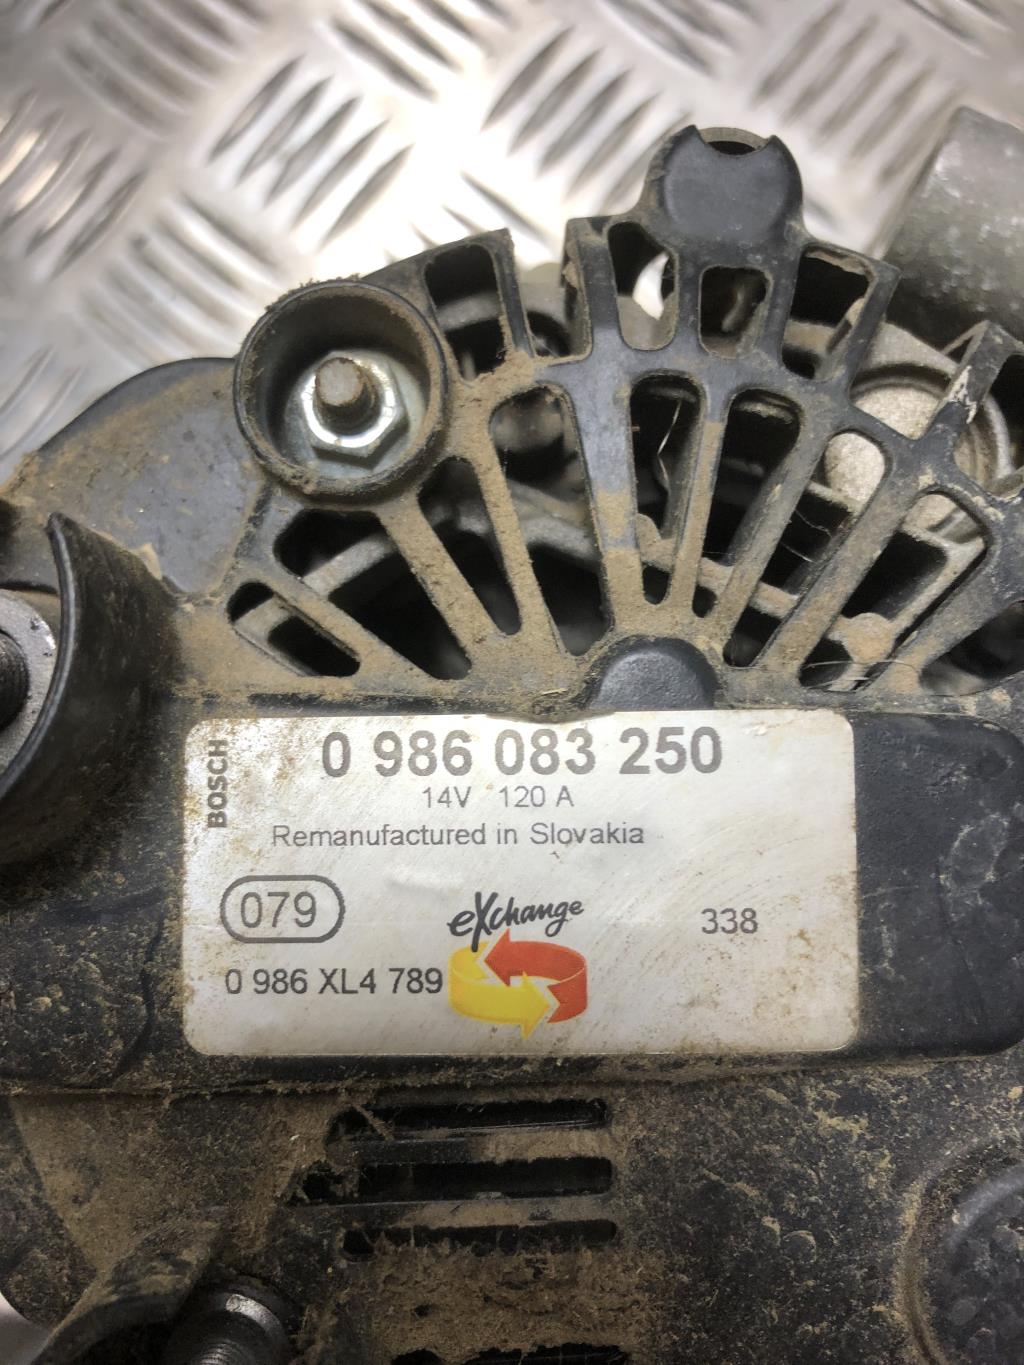 BOSCH
0 986 083 250
14V 120 A
Remanufactured in Slovakia
079
eXchange
338
0 986 XL4 789